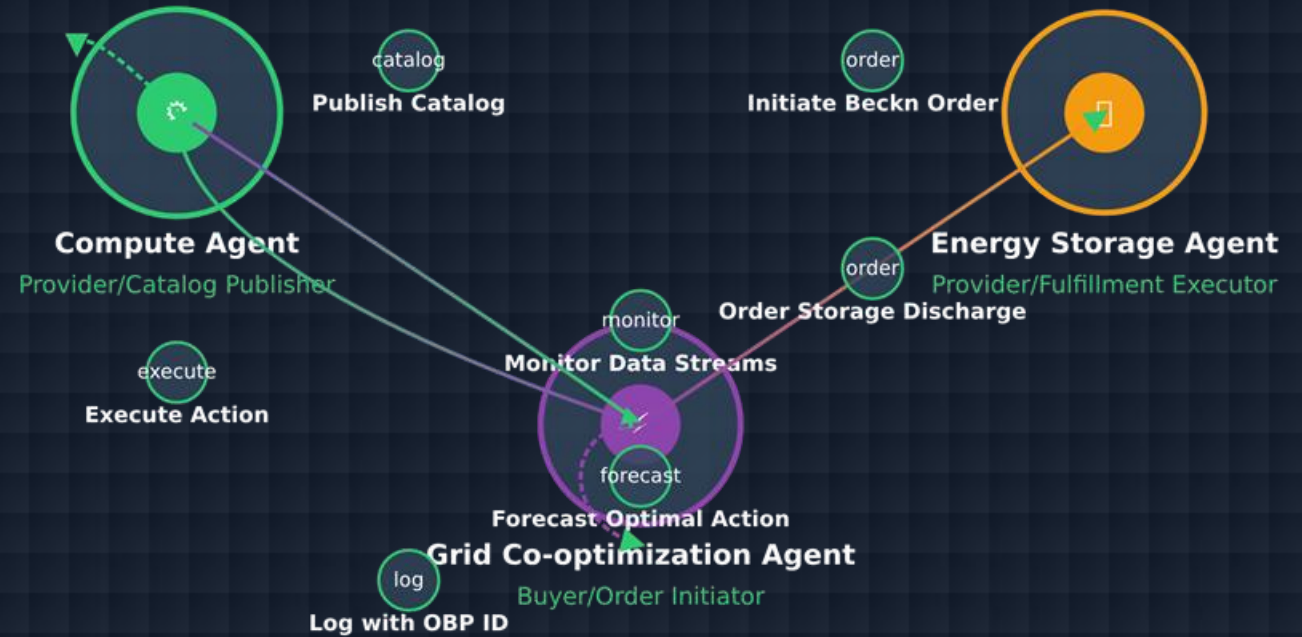 catalog
Publish Catalog
order
Initiate Beckn Order
Compute Agent
Provider/Catalog Publisher
Energy Storage Agent
Provider/Fulfillment Executor
order
Order Storage Discharge
monitor
Monitor Data Streams
execute
Execute Action
forecast
Forecast Optimal Action
Grid Co-optimization Agent
Buyer/Order Initiator
log
Log with OBP ID